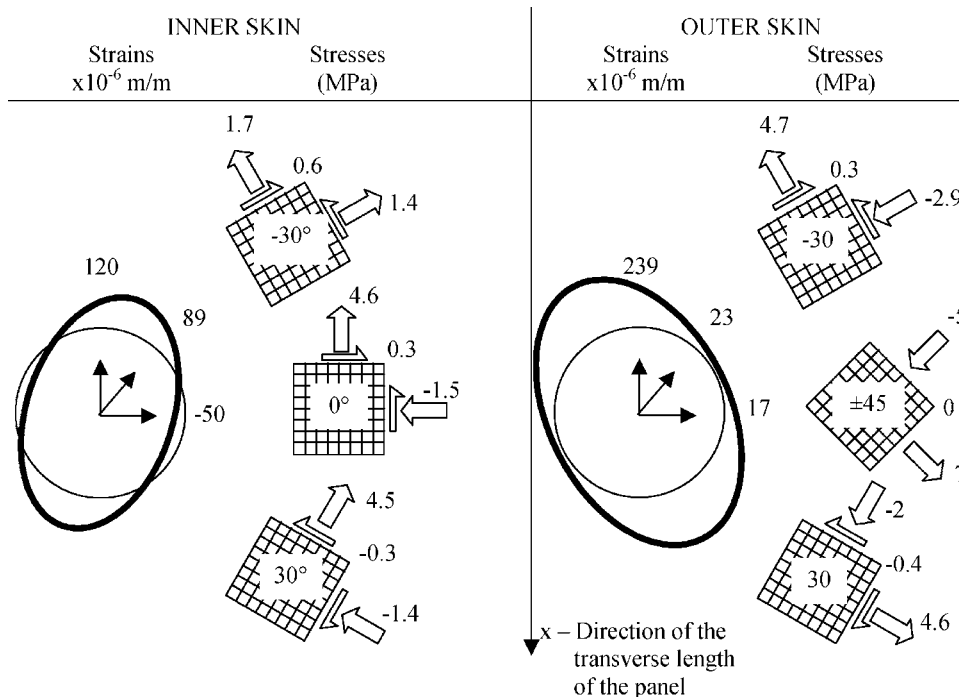 INNER SKIN
Strains
x10⁻⁶ m/m
Stresses
(MPa)
1.7
0.6
1.4
-30°
120
89
-50
4.6
0.3
-1.5
0°
4.5
-0.3
30°
-1.4
OUTER SKIN
Strains
x10⁻⁶ m/m
Stresses
(MPa)
4.7
0.3
-2.9
-30
239
23
17
±45
0
-2
-0.4
30
4.6
x – Direction of the
transverse length
of the panel